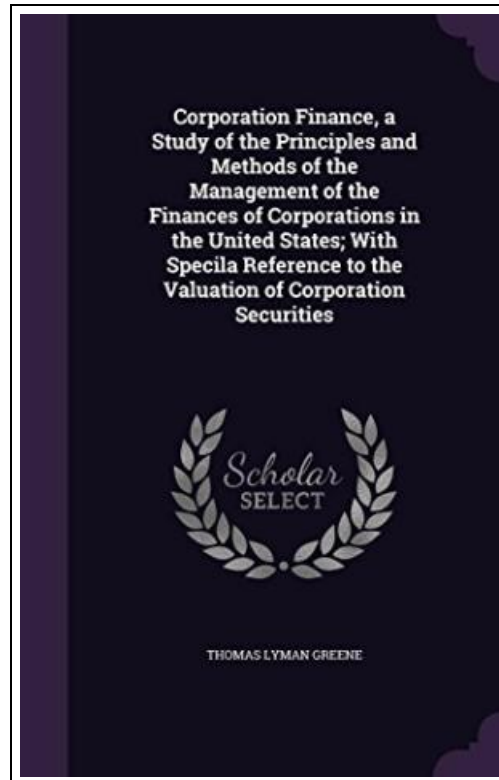 Corporation Finance, a
Study of the Principles and
Methods of the
Management of the
Finances of Corporations in
the United States; With
Specila Reference to the
Valuation of Corporation
Securities
Scholar
SELECT
THOMAS LYMAN GREENE